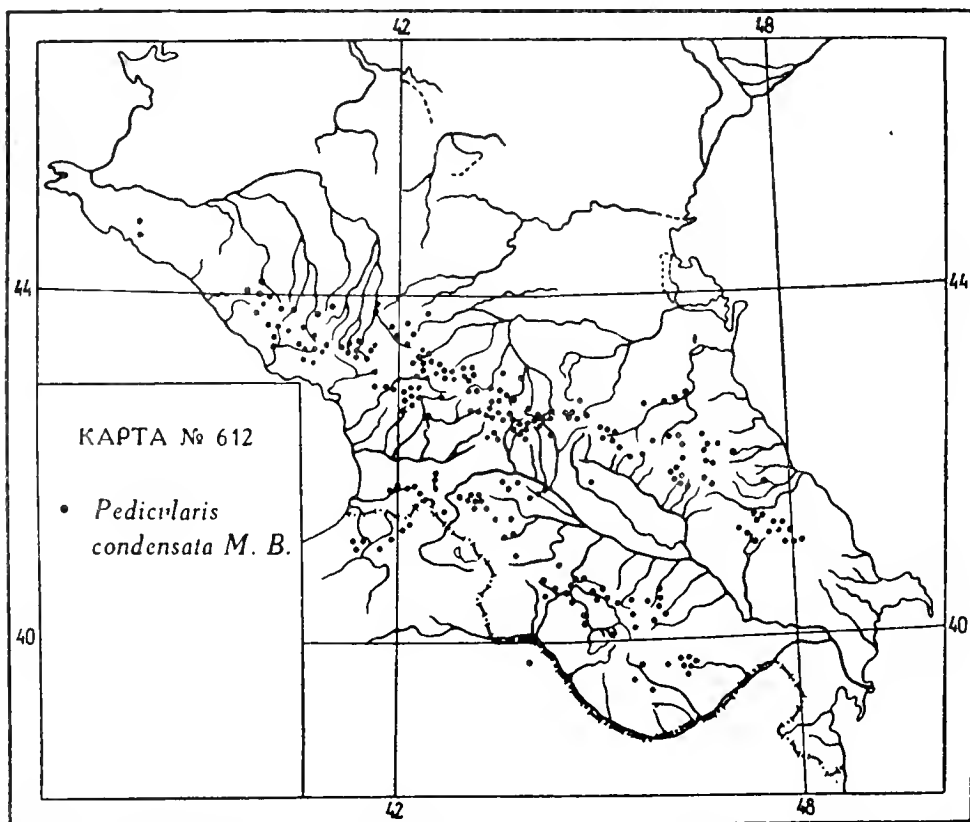 42 48
44 44
КАРТА № 612
Pedicularis
condensata M. B.
40 40
42 48